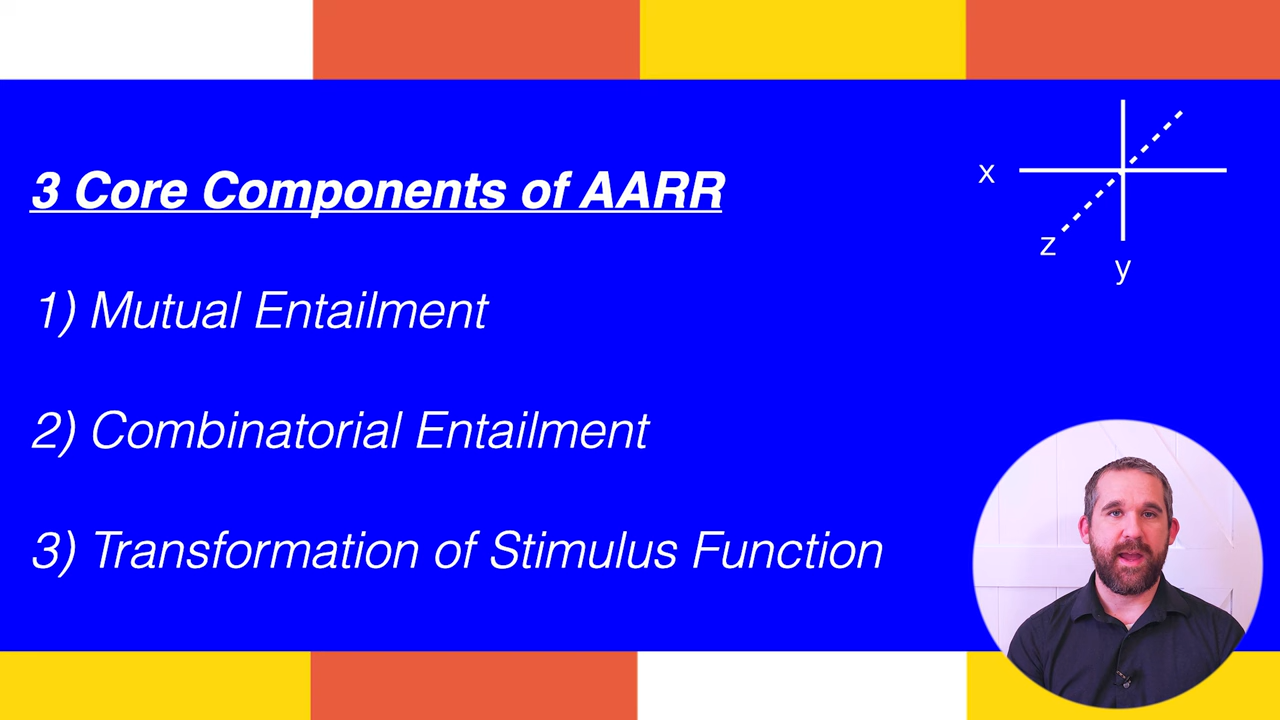 3 Core Components of AARR
1) Mutual Entailment
2) Combinatorial Entailment
3) Transformation of Stimulus Function
x
z
y